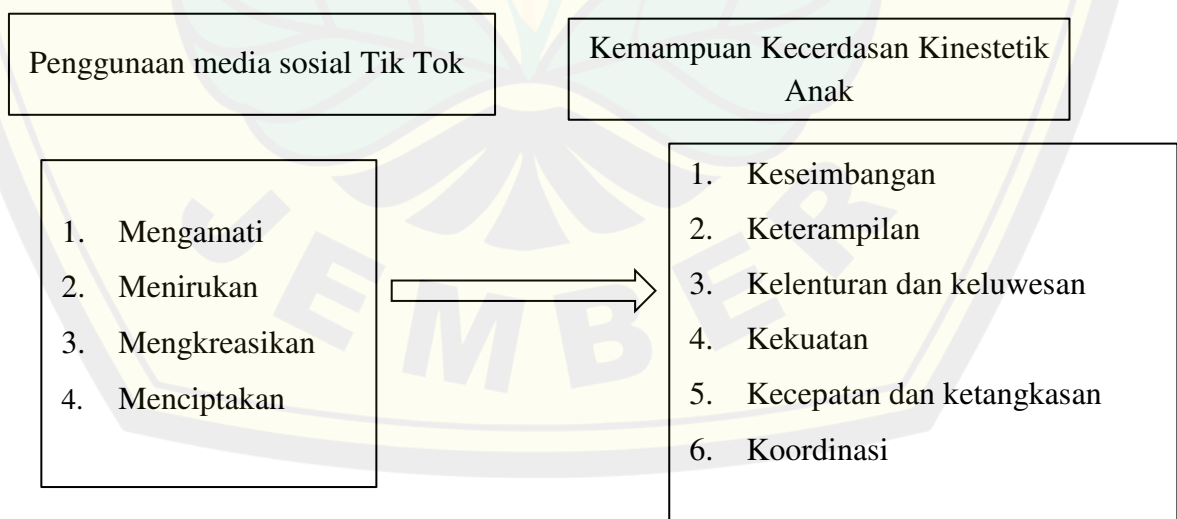 Penggunaan media sosial Tik Tok
Kemampuan Kecerdasan Kinestetik
Anak
1. Mengamati
2. Menirukan
3. Mengkreasikan
4. Menciptakan
1. Keseimbangan
2. Keterampilan
3. Kelenturan dan keluwesan
4. Kekuatan
5. Kecepatan dan ketangkasan
6. Koordinasi
JEMBER